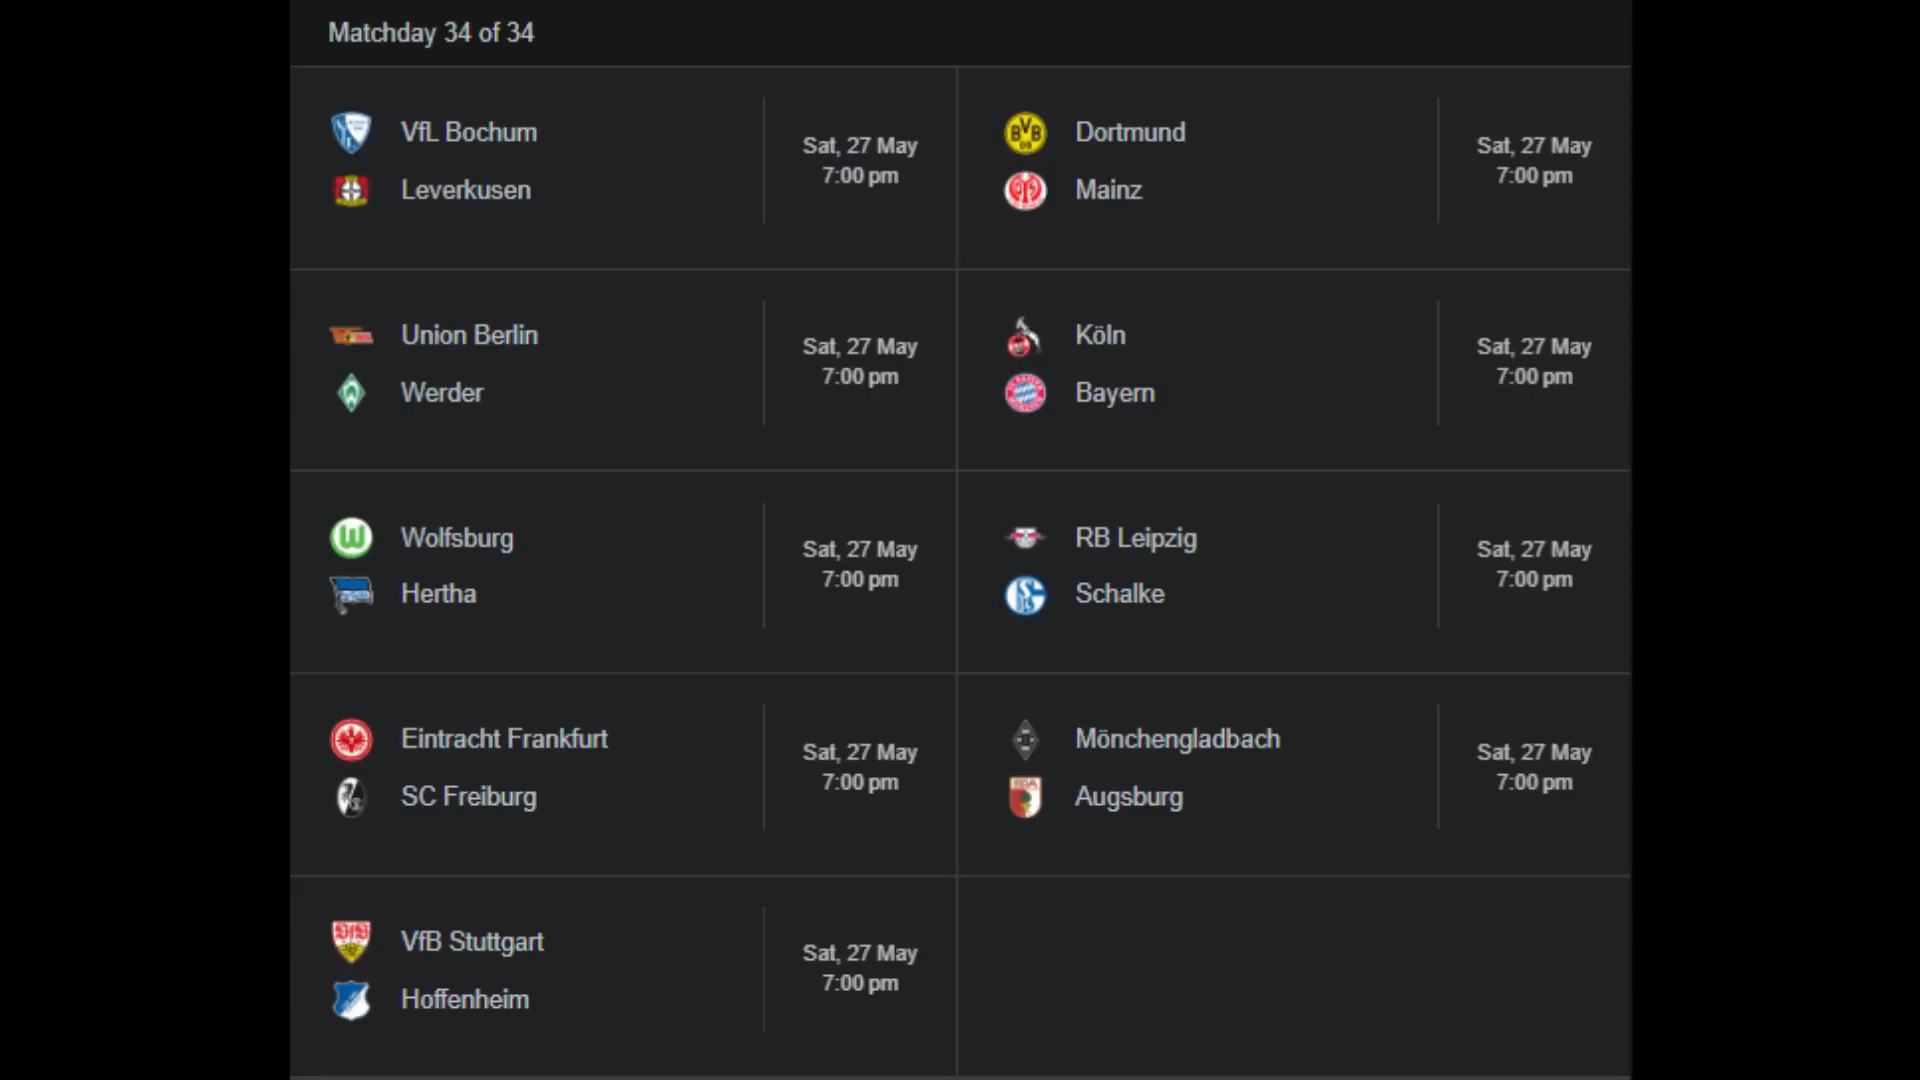 Matchday 34 of 34
VfL Bochum
Leverkusen
Sat, 27 May
7:00 pm
Dortmund
Mainz
Sat, 27 May
7:00 pm
Union Berlin
Werder
Sat, 27 May
7:00 pm
Köln
Bayern
Sat, 27 May
7:00 pm
Wolfsburg
Hertha
Sat, 27 May
7:00 pm
RB Leipzig
Schalke
Sat, 27 May
7:00 pm
Eintracht Frankfurt
SC Freiburg
Sat, 27 May
7:00 pm
Mönchengladbach
Augsburg
Sat, 27 May
7:00 pm
VfB Stuttgart
Hoffenheim
Sat, 27 May
7:00 pm